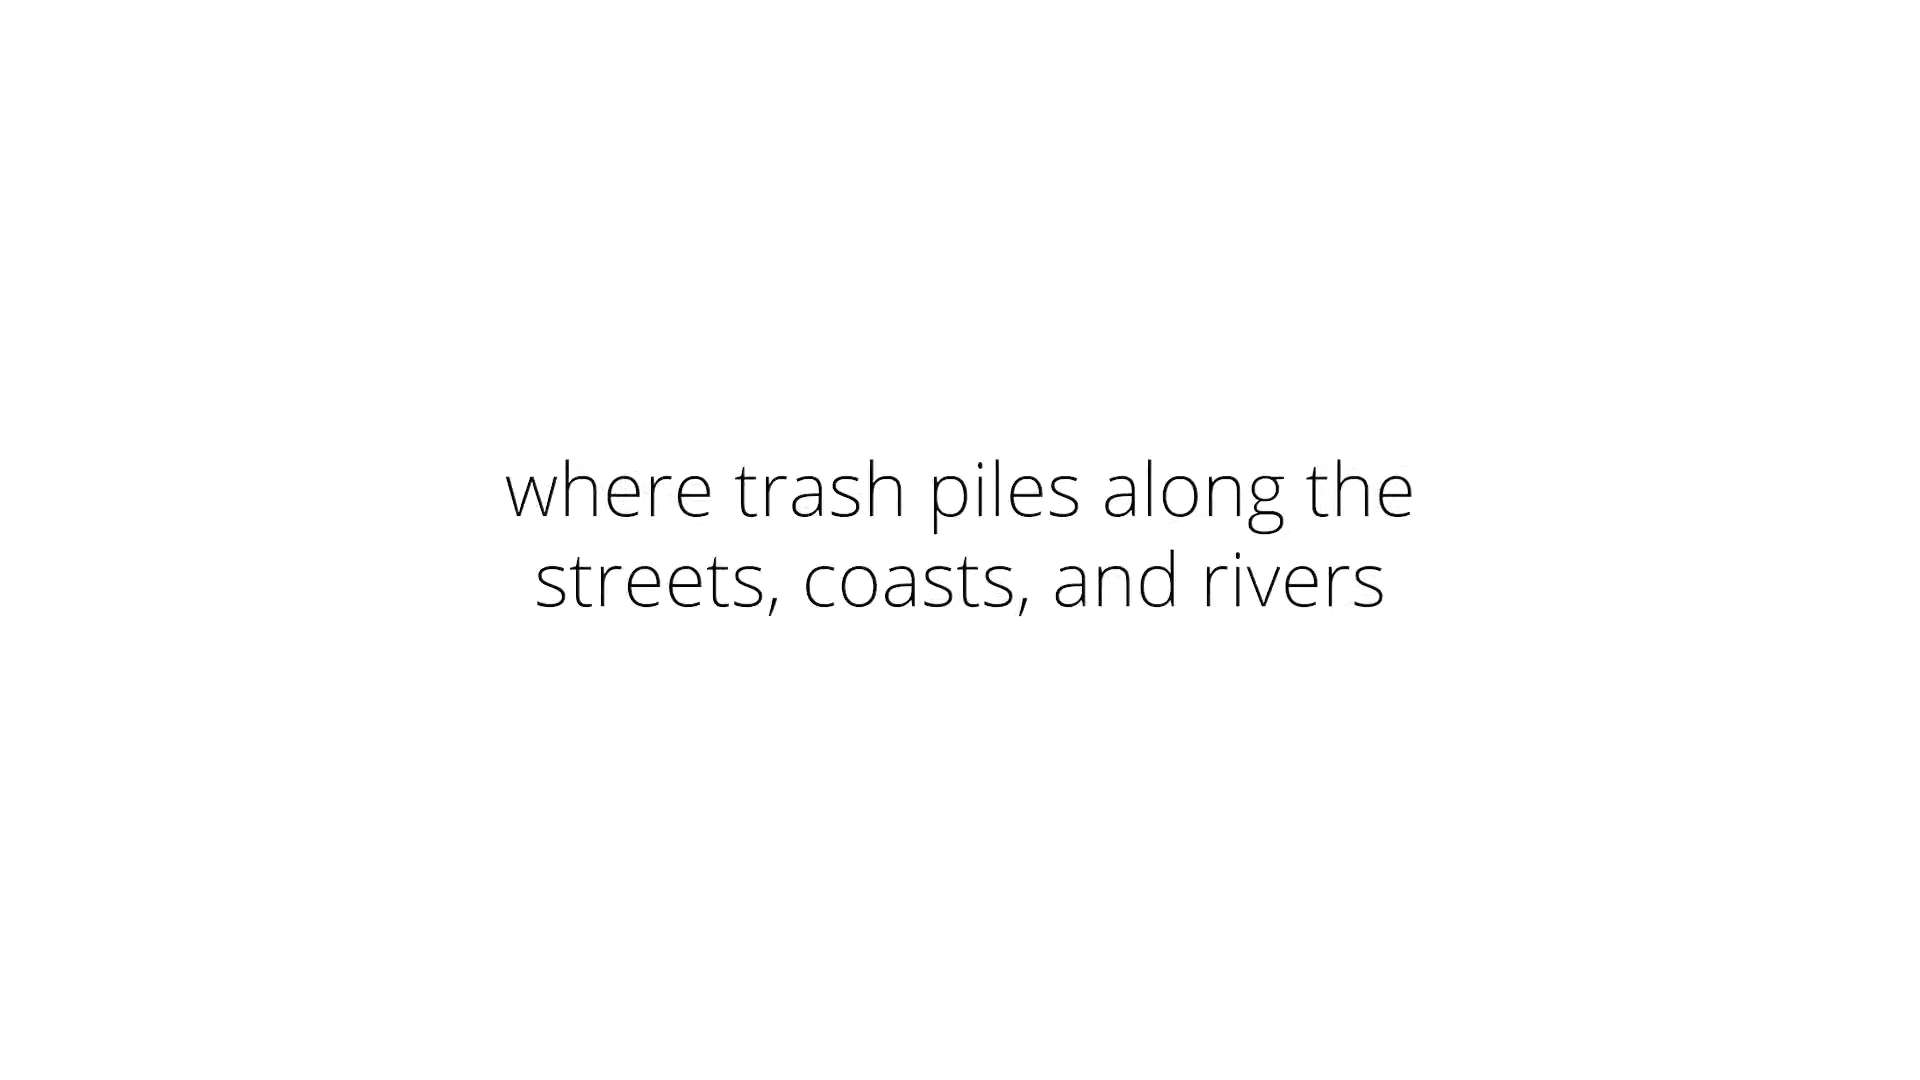 where trash piles along the
streets, coasts, and rivers